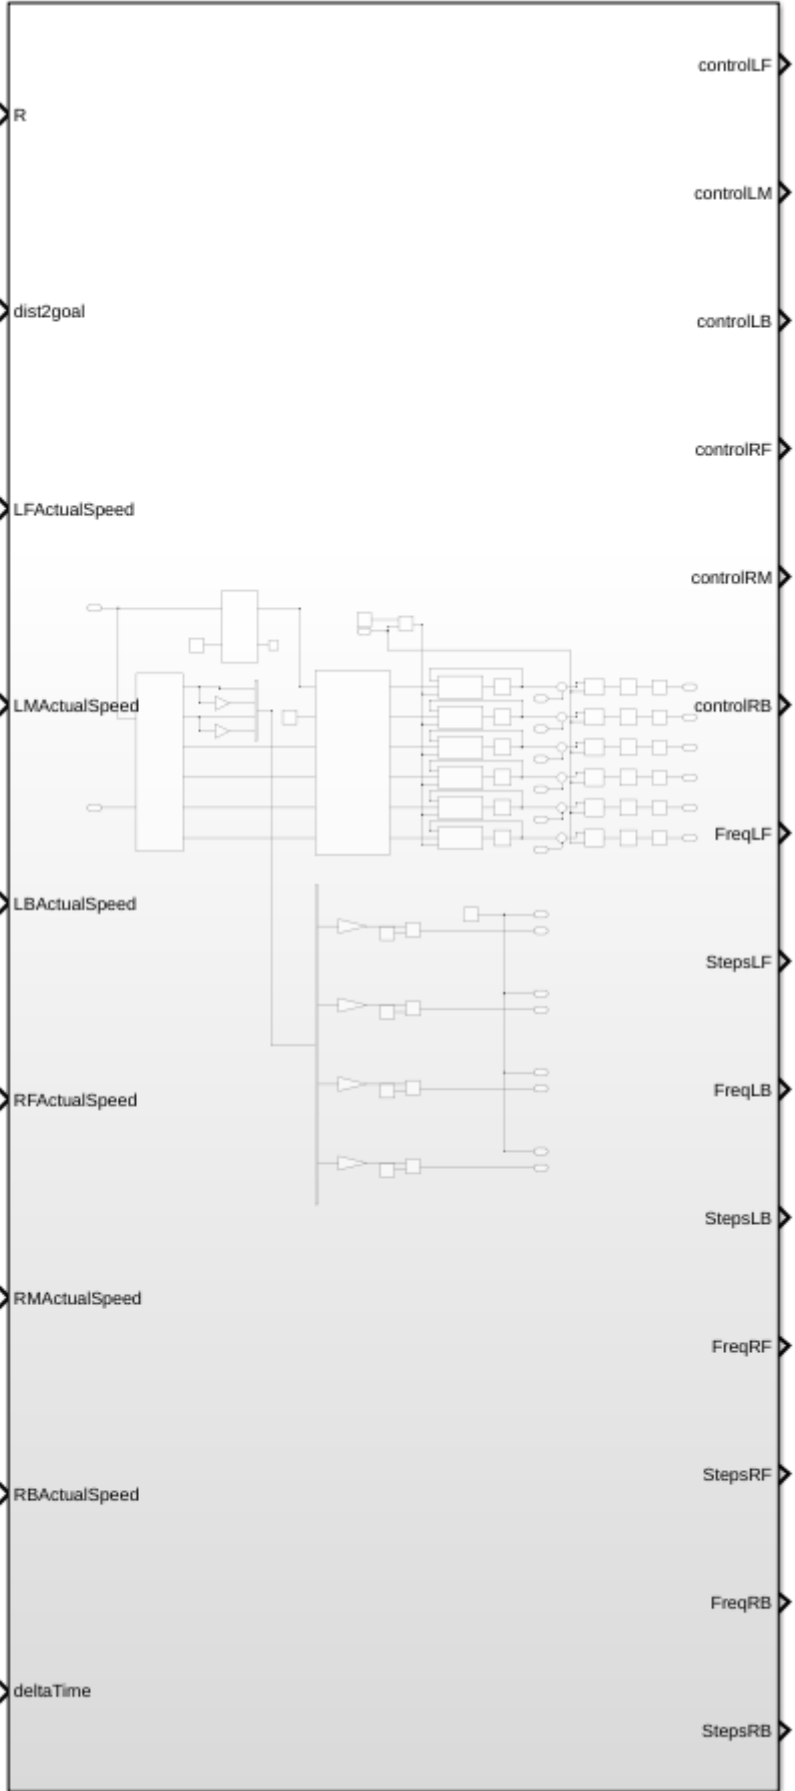 R
dist2goal
LFActualSpeed
LMActualSpeed
LBActualSpeed
RFActualSpeed
RMActualSpeed
RBActualSpeed
deltaTime
controlLF
controlLM
controlLB
controlRF
controlRM
controlRB
FreqLF
StepsLF
FreqLB
StepsLB
FreqRF
StepsRF
FreqRB
StepsRB